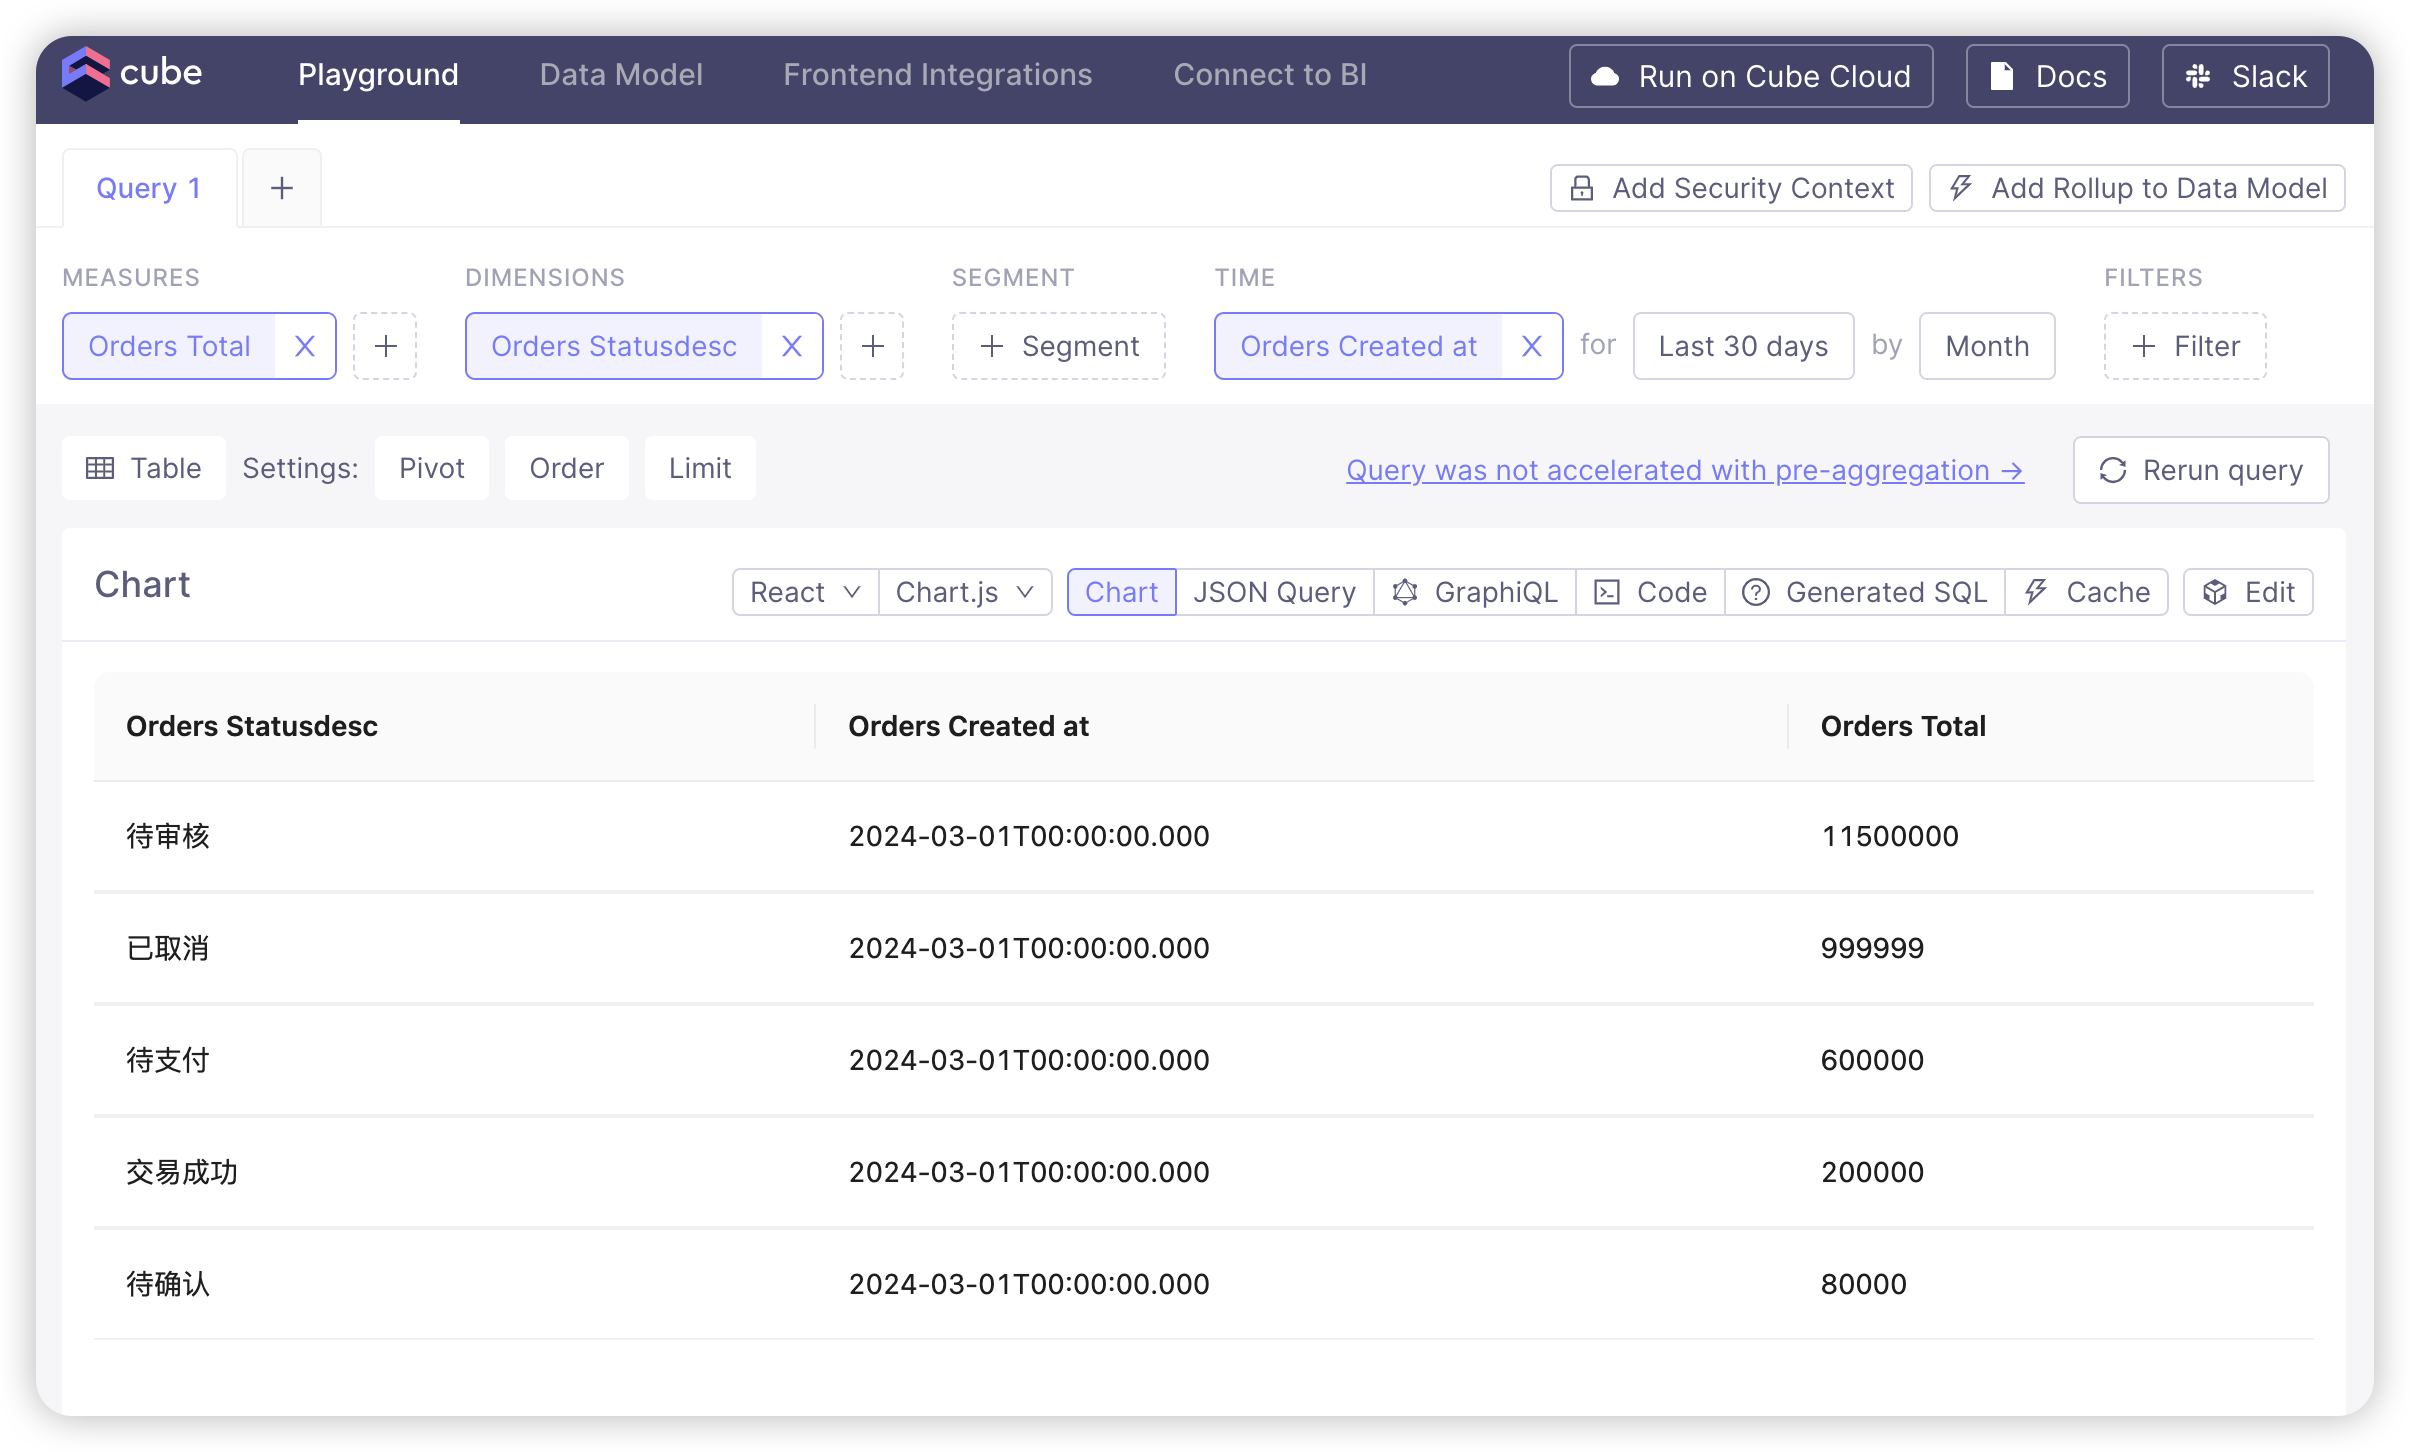 cube Playground Data Model Frontend Integrations Connect to BI Run on Cube Cloud Docs Slack
Query 1 + Add Security Context Add Rollup to Data Model
MEASURES DIMENSIONS SEGMENT TIME FILTERS
Orders Total X + Orders Statusdesc X + + Segment Orders Created at X for Last 30 days by Month + Filter
Table Settings: Pivot Order Limit Query was not accelerated with pre-aggregation → Rerun query
Chart React Chart.js Chart JSON Query GraphiQL Code Generated SQL Cache Edit
Orders Statusdesc Orders Created at Orders Total
待审核 2024-03-01T00:00:00.000 11500000
已取消 2024-03-01T00:00:00.000 999999
待支付 2024-03-01T00:00:00.000 600000
交易成功 2024-03-01T00:00:00.000 200000
待确认 2024-03-01T00:00:00.000 80000